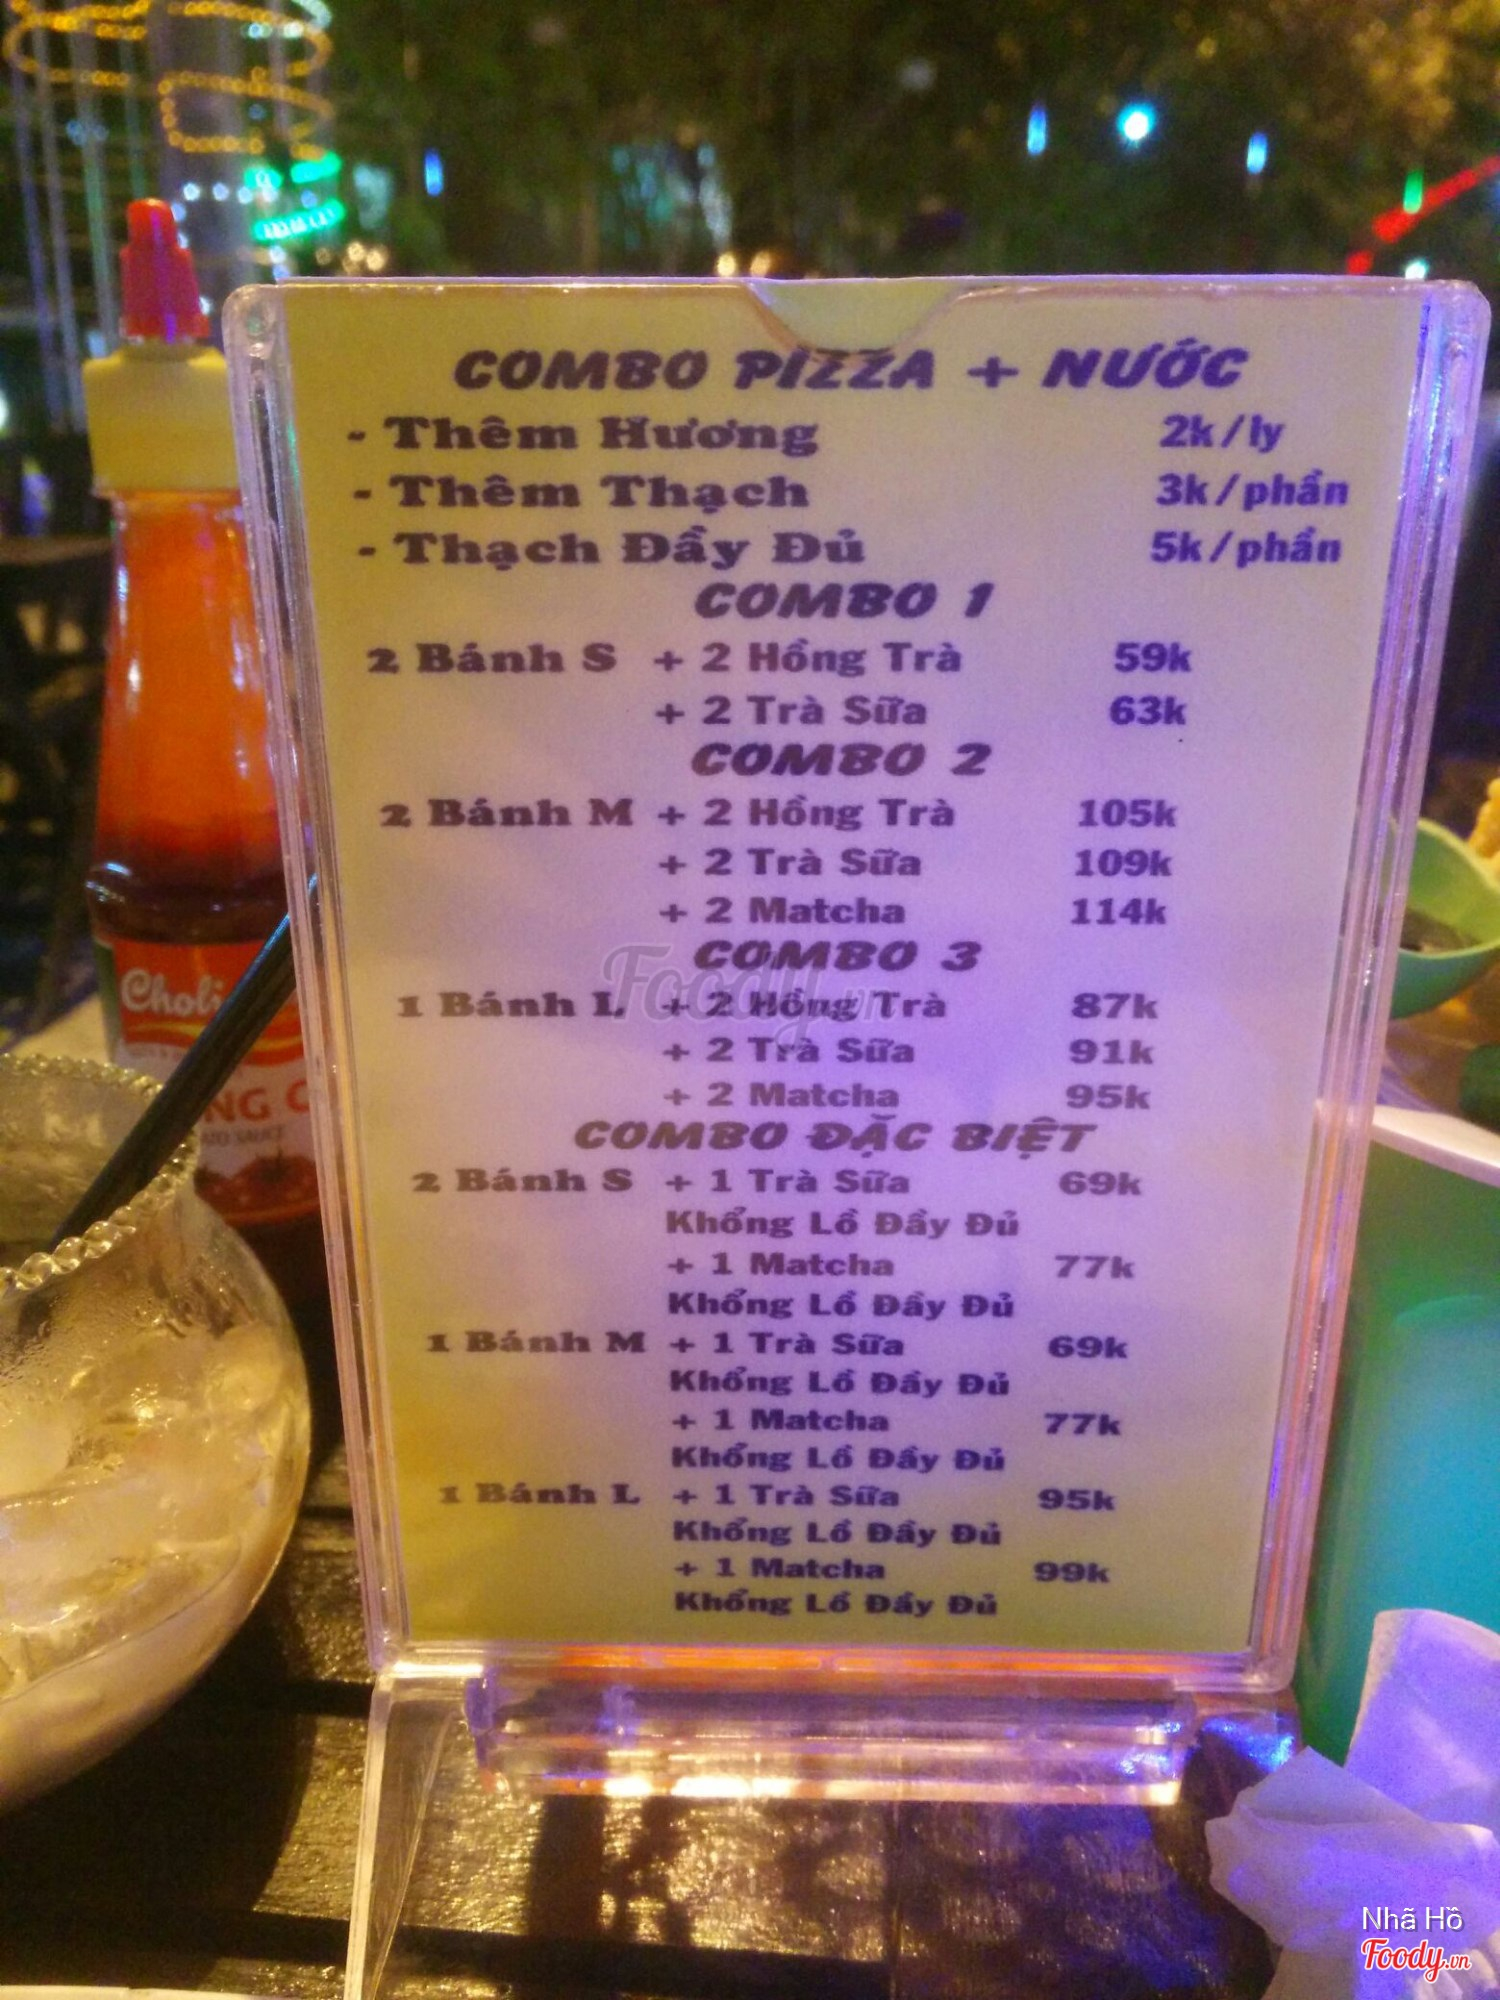 COMBO PIZZA + NƯỚC
- Thêm Hương 2k/ly
- Thêm Thạch 3k/phần
- Thạch Đầy Đủ 5k/phần
COMBO 1
2 Bánh S + 2 Hồng Trà 59k
+ 2 Trà Sữa 63k
COMBO 2
2 Bánh M + 2 Hồng Trà 105k
+ 2 Trà Sữa 109k
+ 2 Matcha 114k
COMBO 3
1 Bánh L + 2 Hồng Trà 87k
+ 2 Trà Sữa 91k
+ 2 Matcha 95k
COMBO ĐẶC BIỆT
2 Bánh S + 1 Trà Sữa 69k
Khổng Lồ Đầy Đủ
+ 1 Matcha 77k
Khổng Lồ Đầy Đủ
1 Bánh M + 1 Trà Sữa 69k
Khổng Lồ Đầy Đủ
+ 1 Matcha 77k
Khổng Lồ Đầy Đủ
1 Bánh L + 1 Trà Sữa 95k
Khổng Lồ Đầy Đủ
+ 1 Matcha 99k
Khổng Lồ Đầy Đủ
Foody.vn
Choli
NG C
SAUCE
Nhã Hồ
Foody.vn